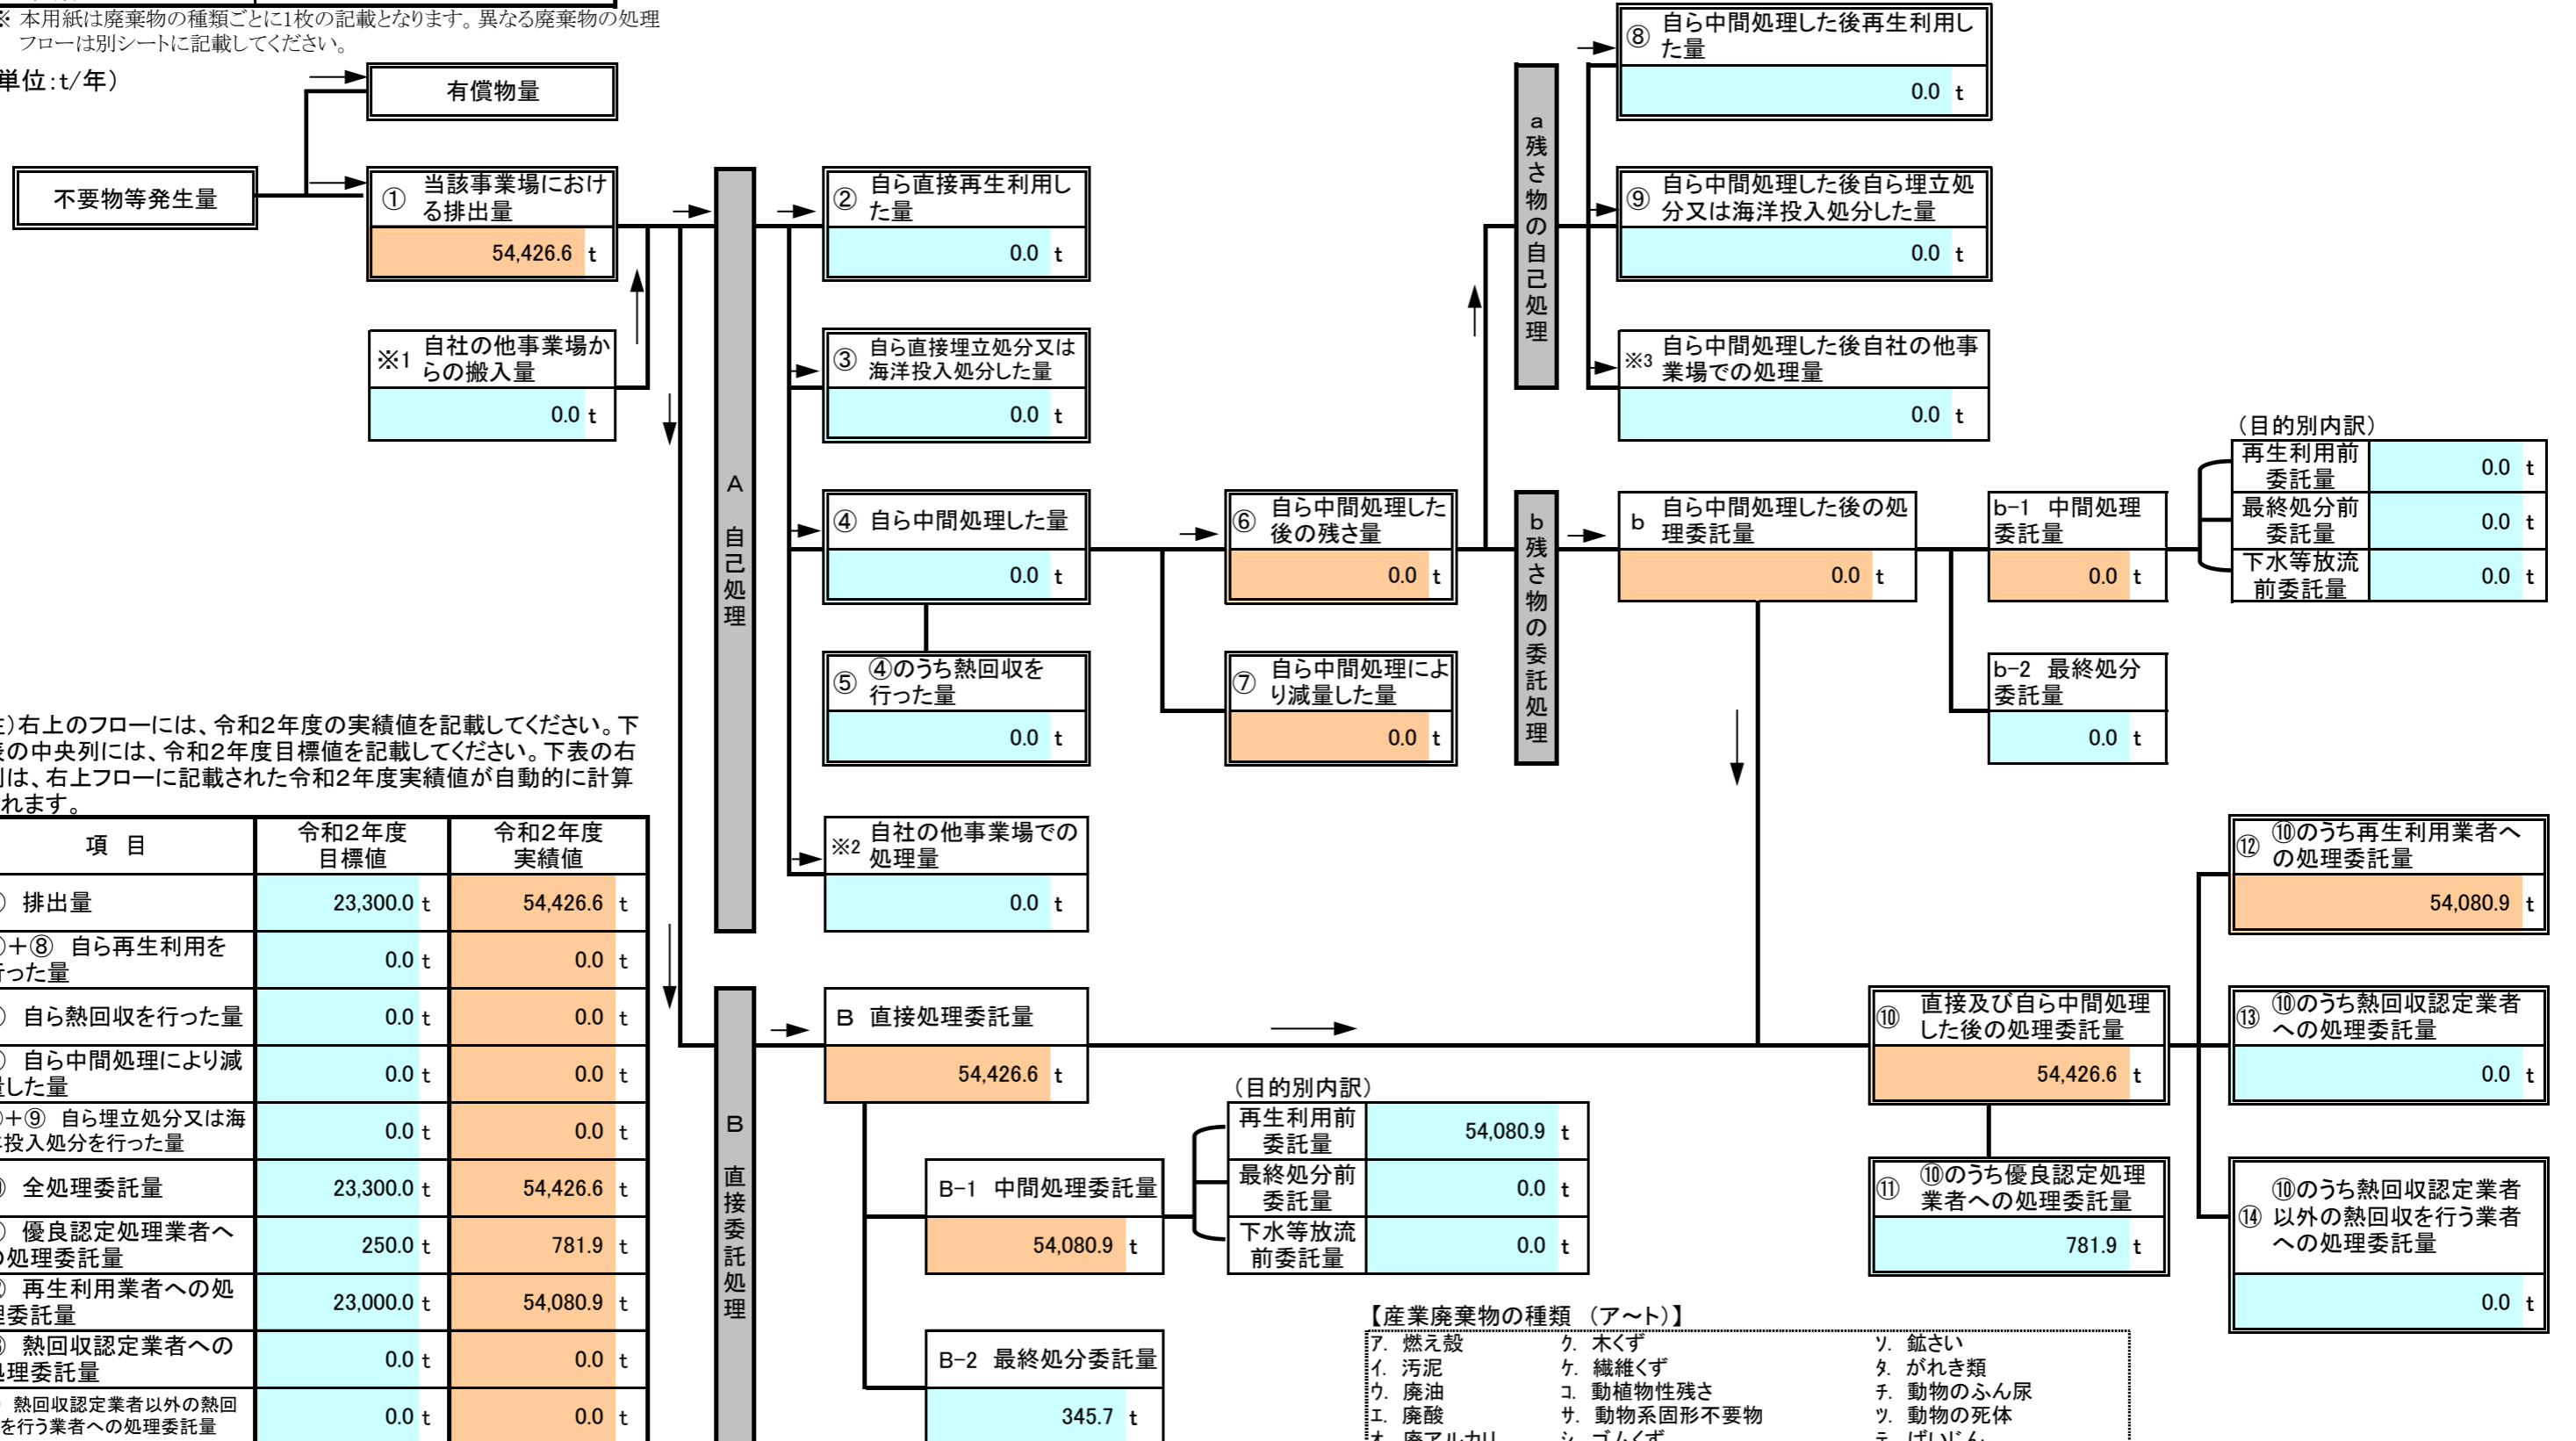 ※ 本用紙は廃棄物の種類ごとに1枚の記載となります。異なる廃棄物の処理
フローは別シートに記載してください。
単位：t/年）
有償物量
不要物等発生量
① 当該事業場におけ
る排出量
54,426.6 t
※1 自社の他事業場か
らの搬入量
0.0 t
A 自己処理
② 自ら直接再生利用し
た量
0.0 t
③ 自ら直接埋立処分又は
海洋投入処分した量
0.0 t
④ 自ら中間処理した量
0.0 t
⑤ ④のうち熱回収を
行った量
0.0 t
※2 自社の他事業場での
処理量
0.0 t
⑥ 自ら中間処理した
後の残さ量
0.0 t
⑦ 自ら中間処理によ
り減量した量
0.0 t
a 残さ物の自己処理
⑧ 自ら中間処理した後再生利用し
た量
0.0 t
⑨ 自ら中間処理した後自ら埋立処
分又は海洋投入処分した量
0.0 t
※3 自ら中間処理した後自社の他事
業場での処理量
0.0 t
b 残さ物の委託処理
b 自ら中間処理した後の処
理委託量
0.0 t
b-1 中間処理
委託量
0.0 t
b-2 最終処分
委託量
0.0 t
（目的別内訳）
再生利用前
委託量
0.0 t
最終処分前
委託量
0.0 t
下水等放流
前委託量
0.0 t
）右上のフローには、令和２年度の実績値を記載してください。下
の中央列には、令和２年度目標値を記載してください。下表の右
は、右上フローに記載された令和２年度実績値が自動的に計算
れます。
項 目
令和２年度
目標値
令和２年度
実績値
排出量
23,300.0 t
54,426.6 t
＋⑧ 自ら再生利用を
った量
0.0 t
0.0 t
自ら熱回収を行った量
0.0 t
0.0 t
自ら中間処理により減
した量
0.0 t
0.0 t
＋⑨ 自ら埋立処分又は海
投入処分を行った量
0.0 t
0.0 t
全処理委託量
23,300.0 t
54,426.6 t
優良認定処理業者へ
の処理委託量
250.0 t
781.9 t
再生利用業者への処
理委託量
23,000.0 t
54,080.9 t
熱回収認定業者への
処理委託量
0.0 t
0.0 t
熱回収認定業者以外の熱回
を行う業者への処理委託量
0.0 t
0.0 t
B 直接委託処理
B 直接処理委託量
54,426.6 t
B-1 中間処理委託量
54,080.9 t
B-2 最終処分委託量
345.7 t
（目的別内訳）
再生利用前
委託量
54,080.9 t
最終処分前
委託量
0.0 t
下水等放流
前委託量
0.0 t
⑩ 直接及び自ら中間処理
した後の処理委託量
54,426.6 t
⑪ ⑩のうち優良認定処理
業者への処理委託量
781.9 t
⑫ ⑩のうち再生利用業者へ
の処理委託量
54,080.9 t
⑬ ⑩のうち熱回収認定業者
への処理委託量
0.0 t
⑭ ⑩のうち熱回収認定業者
以外の熱回収を行う業者
への処理委託量
0.0 t
【産業廃棄物の種類 （ア～ト）】
ｱ. 燃え殻 ｸ. 木くず ｿ. 鉱さい
ｲ. 汚泥 ｹ. 繊維くず ﾀ. がれき類
ｳ. 廃油 ｺ. 動植物性残さ ﾁ. 動物のふん尿
ｴ. 廃酸 ｻ. 動物系固形不要物 ﾂ. 動物の死体
ｵ. 廃アルカリ ｼ. ゴムくず ﾃ. ばいじん